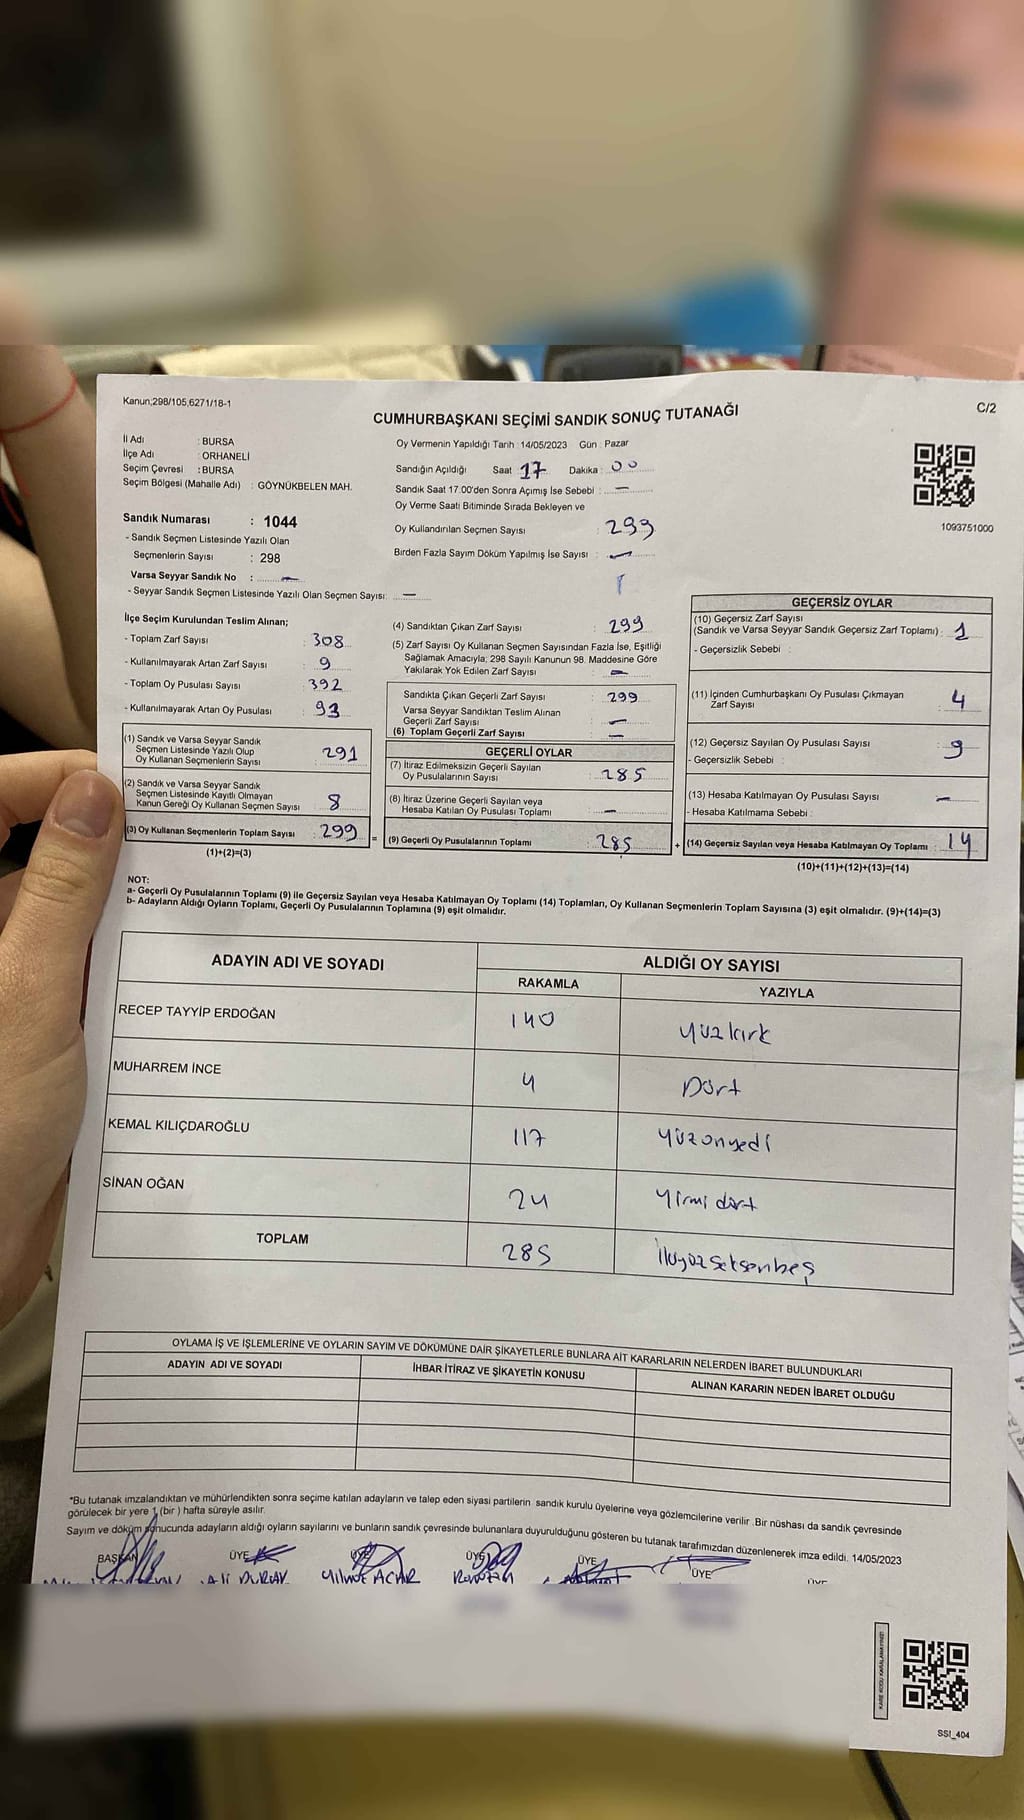 Kanun;298/105,6271/18-1
C/2
CUMHURBAŞKANI SEÇİMİ SANDIK SONUÇ TUTANAĞI
İl Adı : BURSA
İlçe Adı : ORHANELİ
Seçim Çevresi : BURSA
Seçim Bölgesi (Mahalle Adı) : GÖYNÜKBELEN MAH.
Oy Vermenin Yapıldığı Tarih :14/05/2023 Gün : Pazar
Sandığın Açıldığı Saat 17 Dakika : 00
Sandık Saat 17.00'den Sonra Açımış İse Sebebi : —
Oy Verme Saati Bitiminde Sırada Bekleyen ve
Oy Kullandırılan Seçmen Sayısı : 299
Birden Fazla Sayım Döküm Yapılmış İse Sayısı : —
1093751000
Sandık Numarası : 1044
- Sandık Seçmen Listesinde Yazılı Olan
Seçmenlerin Sayısı : 298
Varsa Seyyar Sandık No : —
- Seyyar Sandık Seçmen Listesinde Yazılı Olan Seçmen Sayısı: —
İlçe Seçim Kurulundan Teslim Alınan;
- Toplam Zarf Sayısı : 308
- Kullanılmayarak Artan Zarf Sayısı : 9
- Toplam Oy Pusulası Sayısı : 392
- Kullanılmayarak Artan Oy Pusulası : 93
(1) Sandık ve Varsa Seyyar Sandık
Seçmen Listesinde Yazılı Olup
Oy Kullanan Seçmenlerin Sayısı : 291
(2) Sandık ve Varsa Seyyar Sandık
Seçmen Listesinde Kayıtlı Olmayan
Kanun Gereği Oy Kullanan Seçmen Sayısı : 8
(3) Oy Kullanan Seçmenlerin Toplam Sayısı : 299
(1)+(2)=(3)
(4) Sandıktan Çıkan Zarf Sayısı : 299
(5) Zarf Sayısı Oy Kullanan Seçmen Sayısından Fazla İse, Eşitliği
Sağlamak Amacıyla; 298 Sayılı Kanunun 98. Maddesine Göre
Yakılarak Yok Edilen Zarf Sayısı : —
Sandıkta Çıkan Geçerli Zarf Sayısı : 299
Varsa Seyyar Sandıktan Teslim Alınan
Geçerli Zarf Sayısı : —
(6) Toplam Geçerli Zarf Sayısı : —
GEÇERLİ OYLAR
(7) İtiraz Edilmeksizin Geçerli Sayılan
Oy Pusulalarının Sayısı : 285
(8) İtiraz Üzerine Geçerli Sayılan veya
Hesaba Katılan Oy Pusulası Toplamı : —
= (9) Geçerli Oy Pusulalarının Toplamı : 285
GEÇERSİZ OYLAR
(10) Geçersiz Zarf Sayısı
(Sandık ve Varsa Seyyar Sandık Geçersiz Zarf Toplamı) : 1
- Geçersizlik Sebebi :
(11) İçinden Cumhurbaşkanı Oy Pusulası Çıkmayan
Zarf Sayısı : 4
(12) Geçersiz Sayılan Oy Pusulası Sayısı : 9
- Geçersizlik Sebebi :
(13) Hesaba Katılmayan Oy Pusulası Sayısı : —
- Hesaba Katılmama Sebebi :
+ (14) Geçersiz Sayılan veya Hesaba Katılmayan Oy Toplamı : 14
(10)+(11)+(12)+(13)=(14)
NOT:
a- Geçerli Oy Pusulalarının Toplamı (9) ile Geçersiz Sayılan veya Hesaba Katılmayan Oy Toplamı (14) Toplamları, Oy Kullanan Seçmenlerin Toplam Sayısına (3) eşit olmalıdır. (9)+(14)=(3)
b- Adayların Aldığı Oyların Toplamı, Geçerli Oy Pusulalarının Toplamına (9) eşit olmalıdır.
ADAYIN ADI VE SOYADI ALDIĞI OY SAYISI
RAKAMLA YAZIYLA
RECEP TAYYİP ERDOĞAN 140 yüzkırk
MUHARREM İNCE 4 Dört
KEMAL KILIÇDAROĞLU 117 yüzonyedi
SİNAN OĞAN 24 yirmi dört
TOPLAM 285 ikiyüzseksenbeş
OYLAMA İŞ VE İŞLEMLERİNE VE OYLARIN SAYIM VE DÖKÜMÜNE DAİR ŞİKAYETLERLE BUNLARA AİT KARARLARIN NELERDEN İBARET BULUNDUKLARI
ADAYIN ADI VE SOYADI İHBAR İTİRAZ VE ŞİKAYETİN KONUSU ALINAN KARARIN NEDEN İBARET OLDUĞU
*Bu tutanak imzalandıktan ve mühürlendikten sonra seçime katılan adayların ve talep eden siyasi partilerin sandık kurulu üyelerine veya gözlemcilerine verilir .Bir nüshası da sandık çevresinde
görülecek bir yere 1 (bir ) hafta süreyle asılır.
Sayım ve döküm sonucunda adayların aldığı oyların sayılarını ve bunların sandık çevresinde bulunanlara duyurulduğunu gösteren bu tutanak tarafımızdan düzenlenerek imza edildi. 14/05/2023
BAŞKAN ÜYE ÜYE ÜYE ÜYE ÜYE ÜYE
ALİ ACAR Ramazan
SSI_404